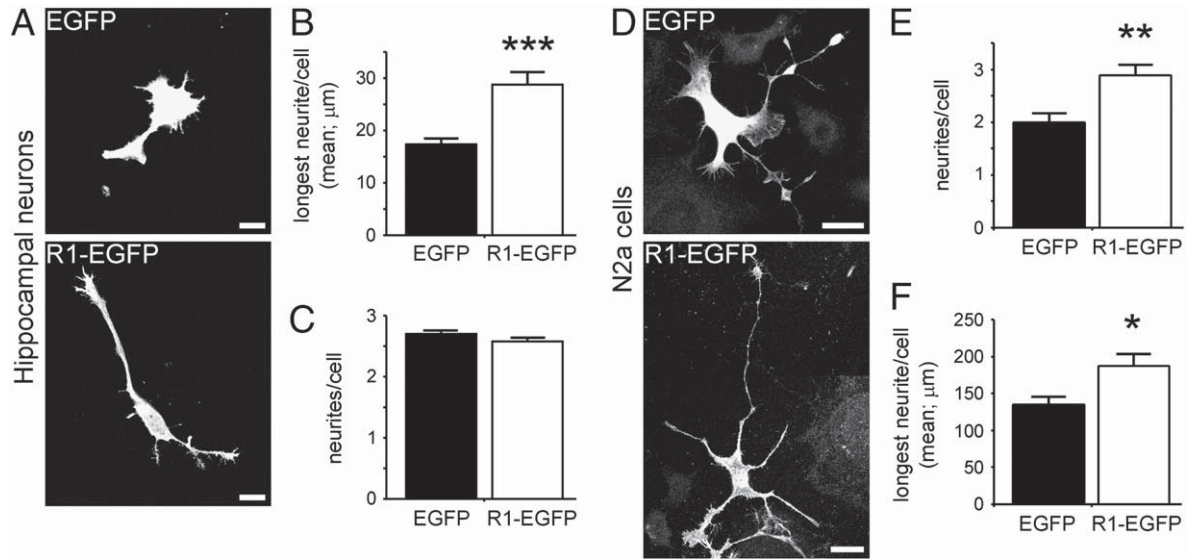 A
EGFP
Hippocampal neurons
R1-EGFP
B
***
longest neurite/cell
(mean; μm)
30
20
10
0
EGFP R1-EGFP
C
neurites/cell
3
2
1
0
EGFP R1-EGFP
D
EGFP
N2a cells
R1-EGFP
E
**
neurites/cell
3
2
1
0
EGFP R1-EGFP
F
*
longest neurite/cell
(mean; μm)
250
200
150
100
50
0
EGFP R1-EGFP